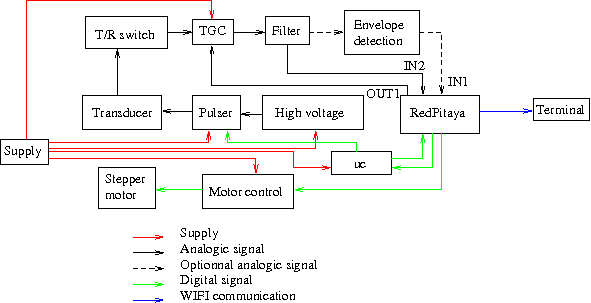 T/R switch
TGC
Filter
Envelope
detection
IN2
IN1
OUT1
Transducer
Pulser
High voltage
RedPitaya
Terminal
Supply
uc
Stepper
motor
Motor control
Supply
Analogic signal
Optionnal analogic signal
Digital signal
WIFI communication